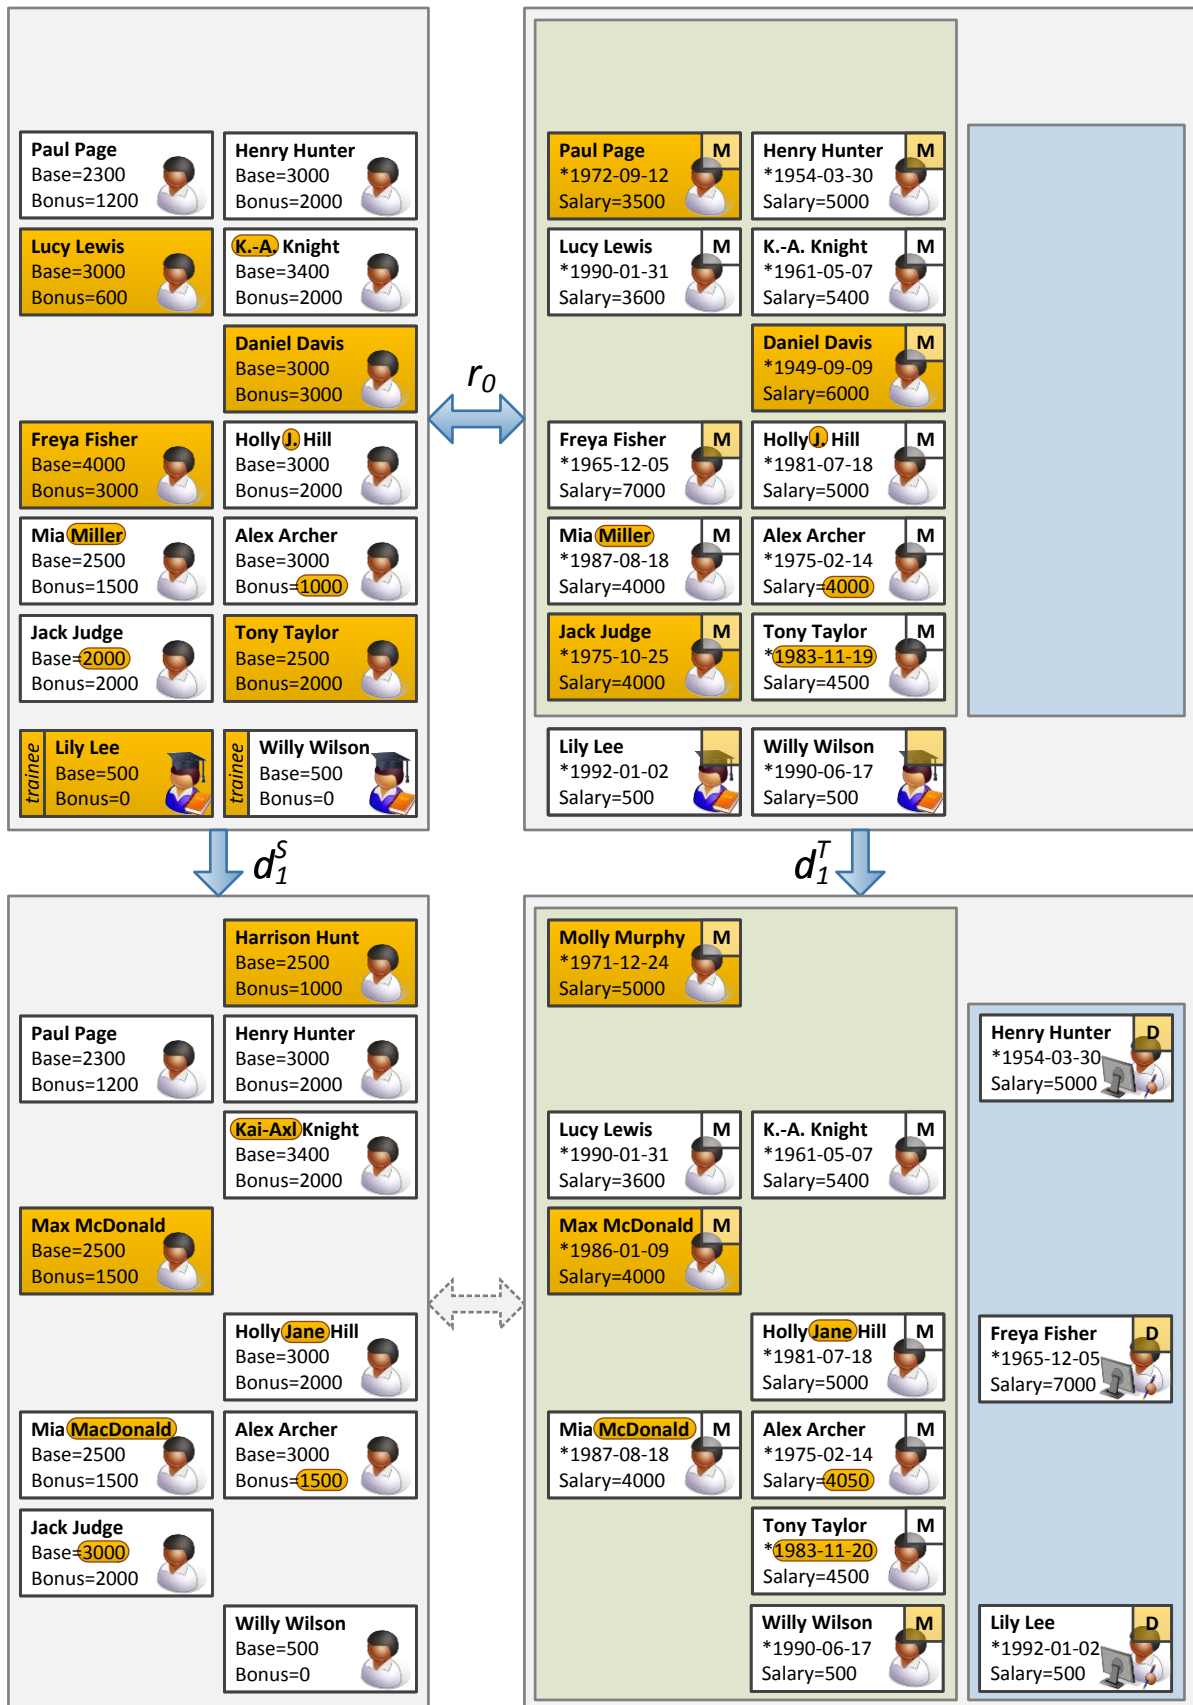 Paul Page
Base=2300
Bonus=1200
Henry Hunter
Base=3000
Bonus=2000
Lucy Lewis
Base=3000
Bonus=600
K.-A. Knight
Base=3400
Bonus=2000
Daniel Davis
Base=3000
Bonus=3000
Freya Fisher
Base=4000
Bonus=3000
Holly J. Hill
Base=3000
Bonus=2000
Mia Miller
Base=2500
Bonus=1500
Alex Archer
Base=3000
Bonus=1000
Jack Judge
Base=2000
Bonus=2000
Tony Taylor
Base=2500
Bonus=2000
trainee
Lily Lee
Base=500
Bonus=0
trainee
Willy Wilson
Base=500
Bonus=0
r0
Paul Page M
*1972-09-12
Salary=3500
Henry Hunter M
*1954-03-30
Salary=5000
Lucy Lewis M
*1990-01-31
Salary=3600
K.-A. Knight M
*1961-05-07
Salary=5400
Daniel Davis M
*1949-09-09
Salary=6000
Freya Fisher M
*1965-12-05
Salary=7000
Holly J. Hill M
*1981-07-18
Salary=5000
Mia Miller M
*1987-08-18
Salary=4000
Alex Archer M
*1975-02-14
Salary=4000
Jack Judge M
*1975-10-25
Salary=4000
Tony Taylor M
*1983-11-19
Salary=4500
Lily Lee
*1992-01-02
Salary=500
Willy Wilson
*1990-06-17
Salary=500
d1S
d1T
Harrison Hunt
Base=2500
Bonus=1000
Paul Page
Base=2300
Bonus=1200
Henry Hunter
Base=3000
Bonus=2000
Kai-Axl Knight
Base=3400
Bonus=2000
Max McDonald
Base=2500
Bonus=1500
Holly Jane Hill
Base=3000
Bonus=2000
Mia MacDonald
Base=2500
Bonus=1500
Alex Archer
Base=3000
Bonus=1500
Jack Judge
Base=3000
Bonus=2000
Willy Wilson
Base=500
Bonus=0
Molly Murphy M
*1971-12-24
Salary=5000
Henry Hunter D
*1954-03-30
Salary=5000
Lucy Lewis M
*1990-01-31
Salary=3600
K.-A. Knight M
*1961-05-07
Salary=5400
Max McDonald M
*1986-01-09
Salary=4000
Holly Jane Hill M
*1981-07-18
Salary=5000
Freya Fisher D
*1965-12-05
Salary=7000
Mia McDonald M
*1987-08-18
Salary=4000
Alex Archer M
*1975-02-14
Salary=4050
Tony Taylor M
*1983-11-20
Salary=4500
Willy Wilson M
*1990-06-17
Salary=500
Lily Lee D
*1992-01-02
Salary=500